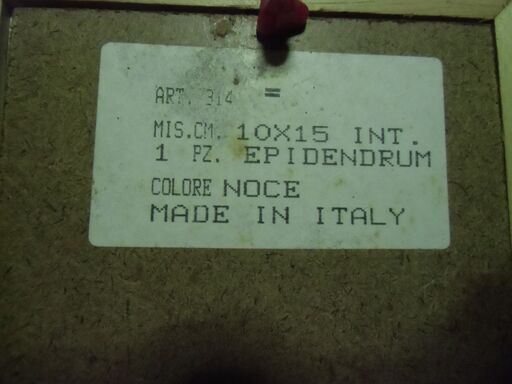 ART. 314 =
MIS.CM. 10X15 INT.
1 PZ. EPIDENDRUM
COLORE NOCE
MADE IN ITALY